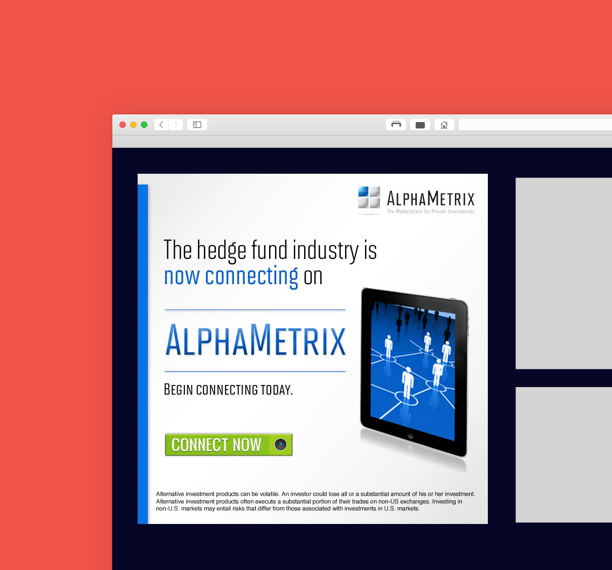 AlphaMetrix
The Marketplace for Private Investments
The hedge fund industry is
now connecting on
AlphaMetrix
Begin connecting today.
CONNECT NOW
Alternative investment products can be volatile. An investor could lose all or a substantial amount of his or her investment.
Alternative investment products often execute a substantial portion of their trades on non-US exchanges. Investing in
non-U.S. markets may entail risks that differ from those associated with investments in U.S. markets.